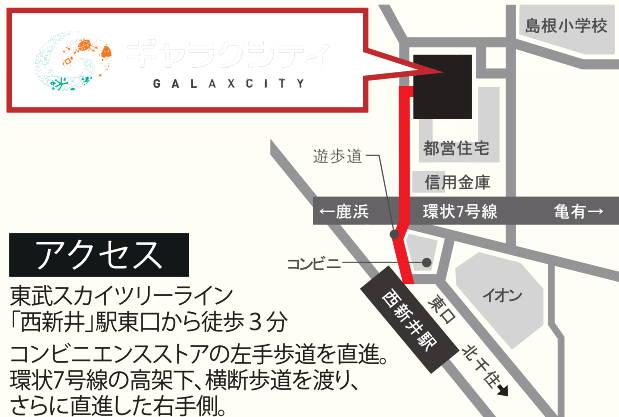 島根小学校
ギャラクシティ
GALAXCITY
都営住宅
遊歩道
信用金庫
←鹿浜 環状7号線 亀有→
コンビニ
イオン
西新井駅
東口
北千住
アクセス
東武スカイツリーライン
「西新井」駅東口から徒歩3分
コンビニエンスストアの左手歩道を直進。
環状7号線の高架下、横断歩道を渡り、
さらに直進した右手側。